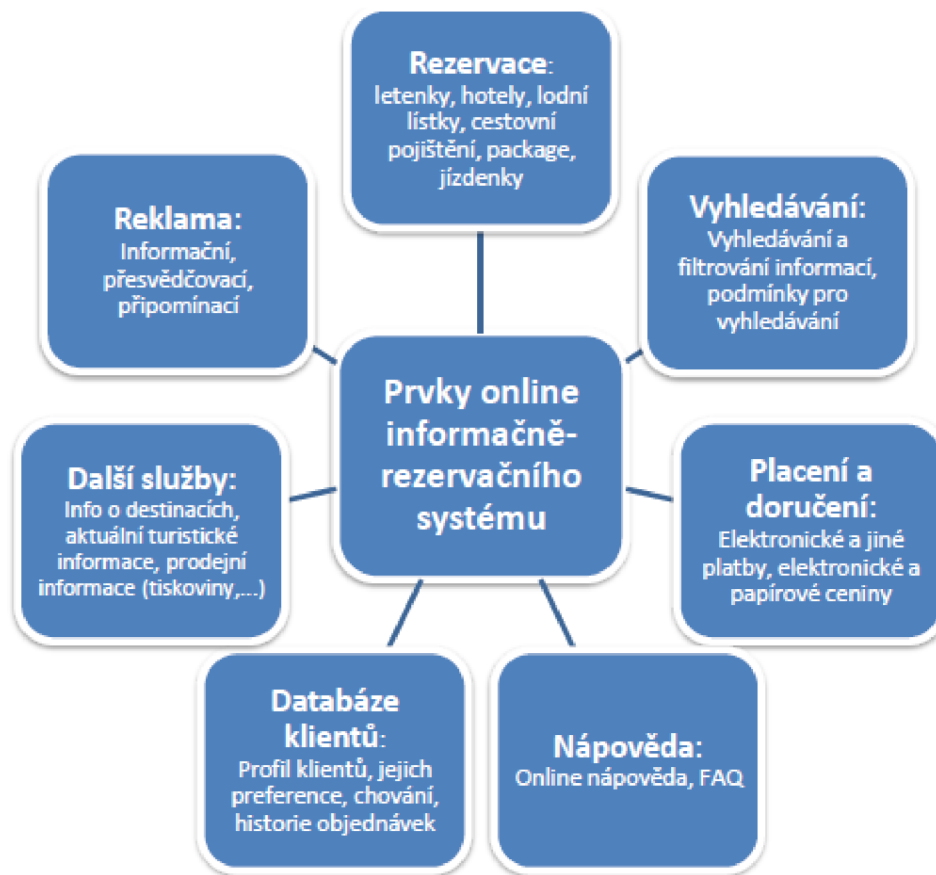 Rezervace:
letenky, hotely, lodní
lístky, cestovní
pojištění, package,
jízdenky
Reklama:
Informační,
přesvědčovací,
připomínací
Vyhledávání:
Vyhledávání a
filtrování informací,
podmínky pro
vyhledávání
Prvky online
informačně-
rezervačního
systému
Další služby:
Info o destinacích,
aktuální turistické
informace, prodejní
informace (tiskoviny,...)
Placení a
doručení:
Elektronické a jiné
platby, elektronické a
papírové ceniny
Databáze
klientů:
Profil klientů, jejich
preference, chování,
historie objednávek
Nápověda:
Online nápověda, FAQ